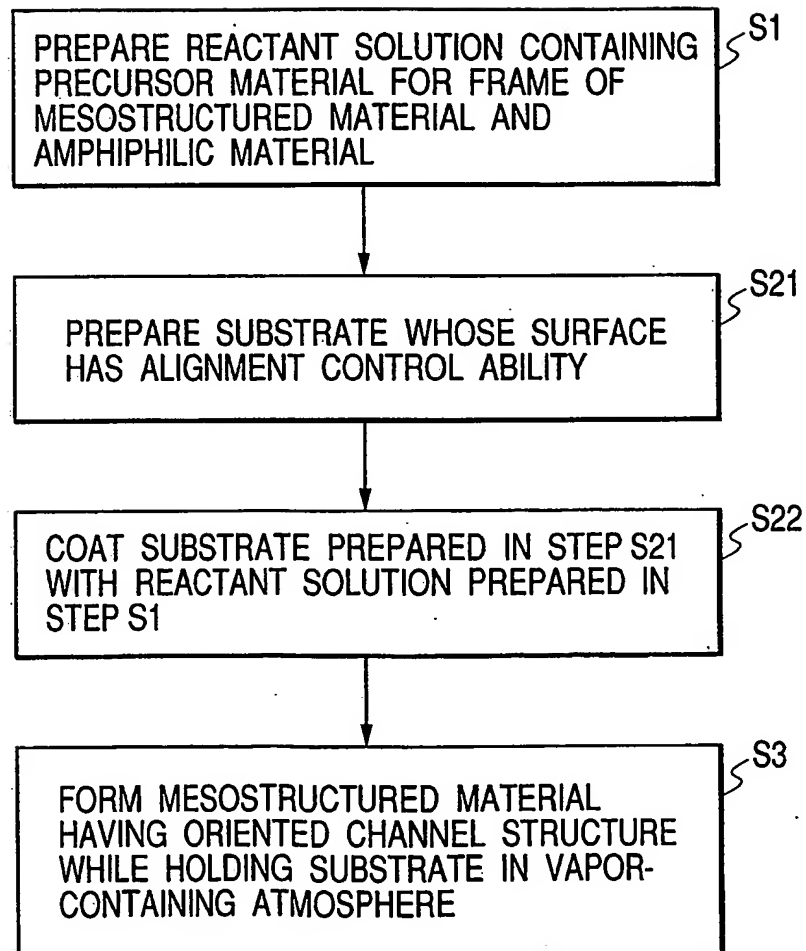 S1
PREPARE REACTANT SOLUTION CONTAINING
PRECURSOR MATERIAL FOR FRAME OF
MESOSTRUCTURED MATERIAL AND
AMPHIPHILIC MATERIAL
S21
PREPARE SUBSTRATE WHOSE SURFACE
HAS ALIGNMENT CONTROL ABILITY
S22
COAT SUBSTRATE PREPARED IN STEP S21
WITH REACTANT SOLUTION PREPARED IN
STEP S1
S3
FORM MESOSTRUCTURED MATERIAL
HAVING ORIENTED CHANNEL STRUCTURE
WHILE HOLDING SUBSTRATE IN VAPOR-
CONTAINING ATMOSPHERE